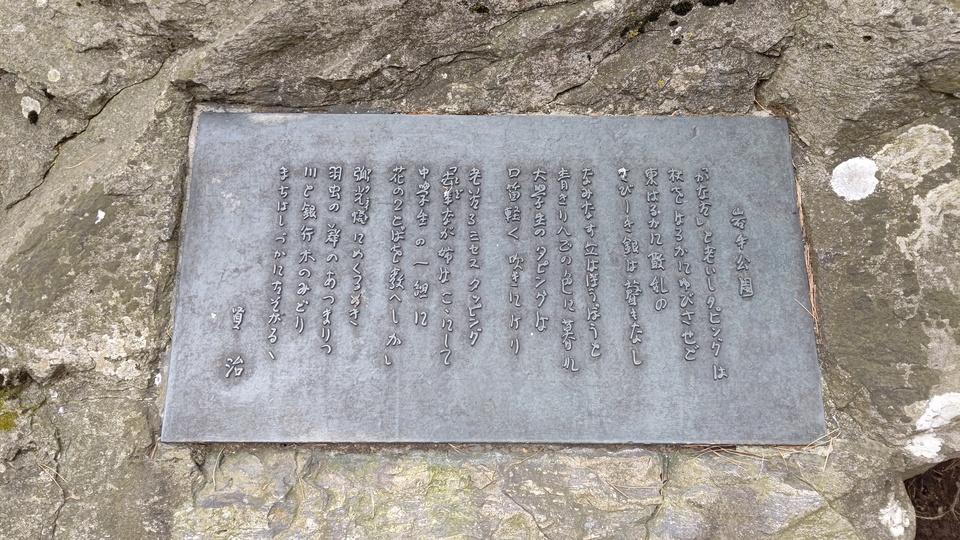 岩手公園
「かなた」と老いしタピングは
杖をはるかにゆびさせど
東はるかに散乱の
さびしき銀は聲もなし
なみなす丘はぼうぼうと
青きりんごの色に暮れ
大學生のタピングは
口笛軽く吹きにけり
老いたるミセスタッピング
去年なが姉はこゝにして
中學生の一組に
花のことばを教へしか
弧光燈にめくるめき
羽虫の群のあつまりつ
川と銀行木のみどり
まちはしづかにたそがるゝ
賢治